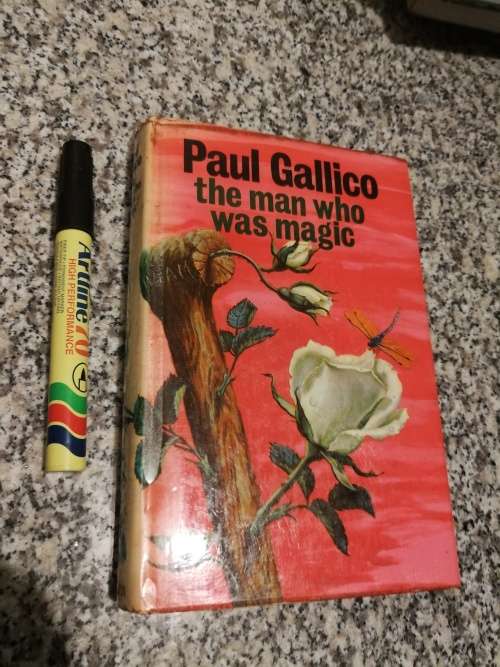 Paul Gallico
the man who
was magic
Artline 70
HIGH PERFORMANCE